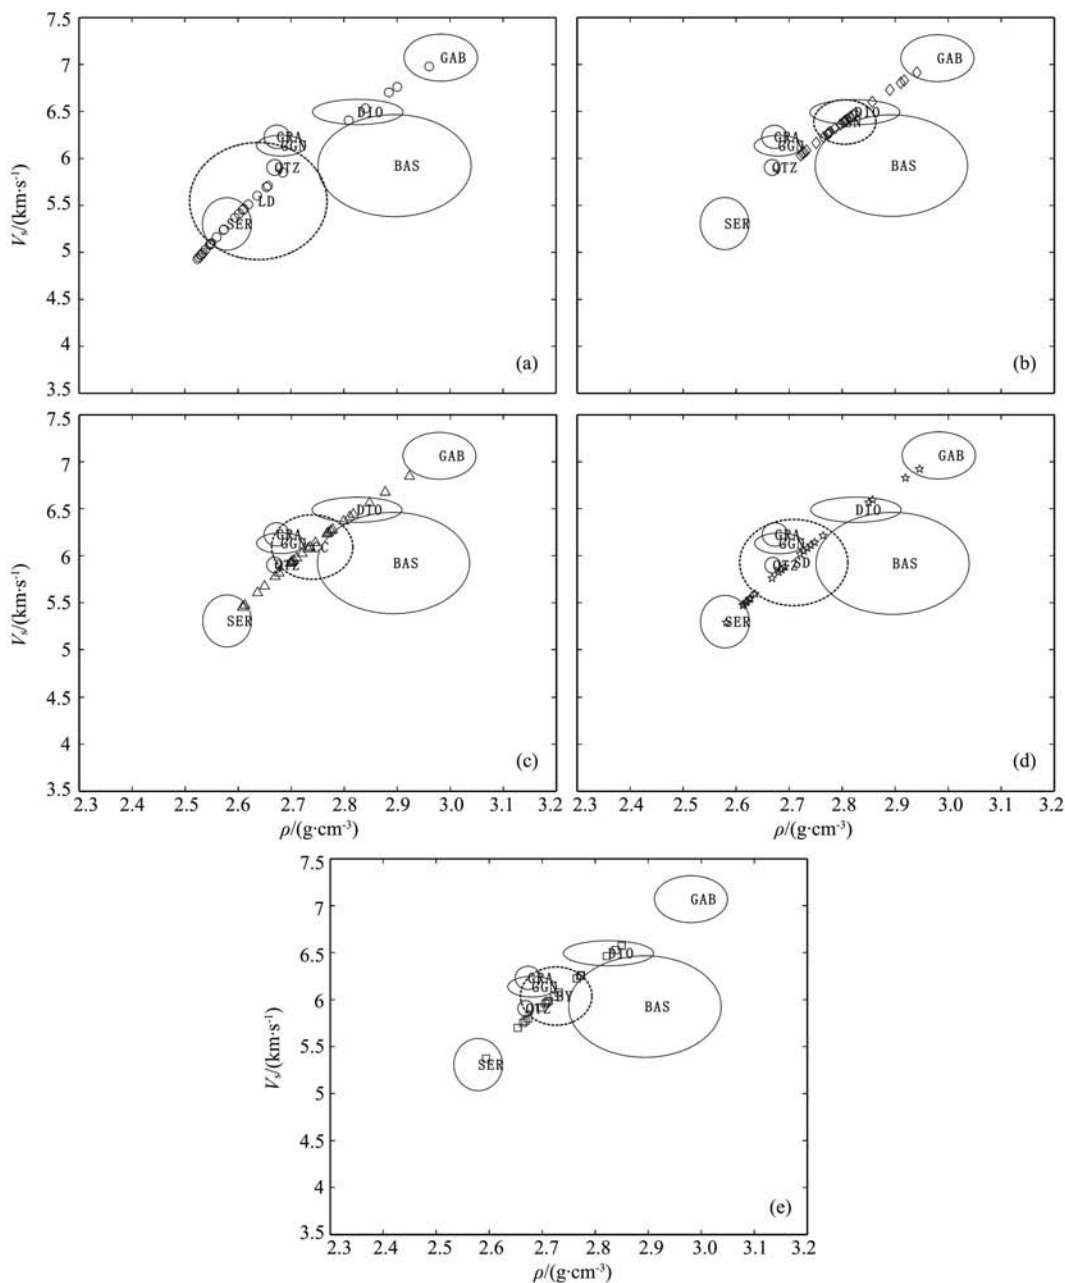 7.5
7
6.5
6
5.5
5
4.5
4
3.5
Vs/(km·s⁻¹)
GAB
DIO
GRA
GGN
QTZ
BAS
LD
SER
(a)
GAB
DIO
GRA
GGN
QTZ
BAS
SER
(b)
7.5
7
6.5
6
5.5
5
4.5
4
3.5
Vs/(km·s⁻¹)
GAB
DIO
GRA
GGN
QTZ
BAS
SER
(c)
2.3 2.4 2.5 2.6 2.7 2.8 2.9 3.0 3.1 3.2
ρ/(g·cm⁻³)
GAB
DIO
GRA
GGN
QTZ
SD
BAS
SER
(d)
2.3 2.4 2.5 2.6 2.7 2.8 2.9 3.0 3.1 3.2
ρ/(g·cm⁻³)
7.5
7
6.5
6
5.5
5
4.5
4
3.5
Vs/(km·s⁻¹)
GAB
DIO
GRA
GGN
BY
QTZ
BAS
SER
(e)
2.3 2.4 2.5 2.6 2.7 2.8 2.9 3.0 3.1 3.2
ρ/(g·cm⁻³)